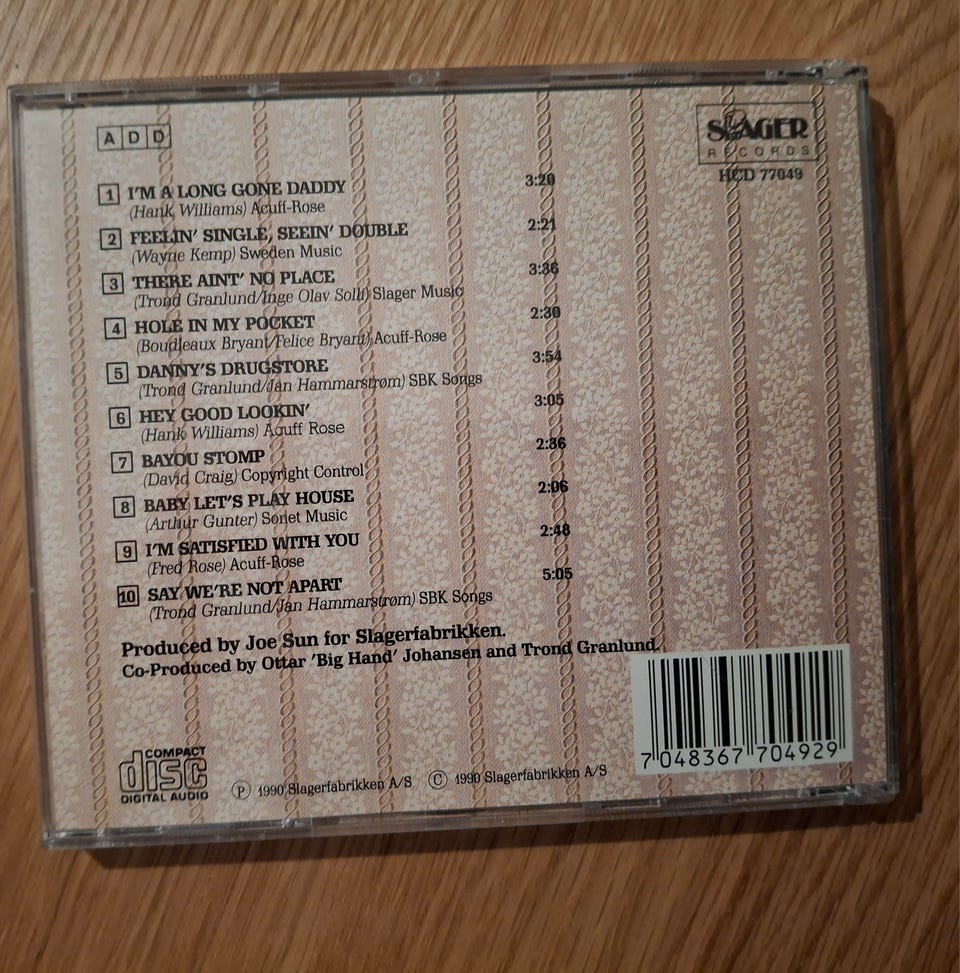 ADD
SLAGER
RECORDS
HCD 77049
1 I'M A LONG GONE DADDY 3:20
(Hank Williams) Acuff-Rose
2 FEELIN' SINGLE, SEEIN' DOUBLE 2:21
(Wayne Kemp) Sweden Music
3 THERE AINT' NO PLACE 3:36
(Trond Granlund/Inge Olav Solli) Slager Music
4 HOLE IN MY POCKET 2:30
(Boudleaux Bryant/Felice Bryant) Acuff-Rose
5 DANNY'S DRUGSTORE 3:54
(Trond Granlund/Jan Hammarstrøm) SBK Songs
6 HEY GOOD LOOKIN' 3:05
(Hank Williams) Acuff Rose
7 BAYOU STOMP 2:36
(David Craig) Copyright Control
8 BABY LET'S PLAY HOUSE 2:06
(Arthur Gunter) Sonet Music
9 I'M SATISFIED WITH YOU 2:48
(Fred Rose) Acuff-Rose
10 SAY WE'RE NOT APART 5:05
(Trond Granlund/Jan Hammarstrøm) SBK Songs
Produced by Joe Sun for Slagerfabrikken.
Co-Produced by Ottar 'Big Hand' Johansen and Trond Granlund.
COMPACT
disc
DIGITAL AUDIO
Ⓟ 1990 Slagerfabrikken A/S © 1990 Slagerfabrikken A/S
7 048367 704929